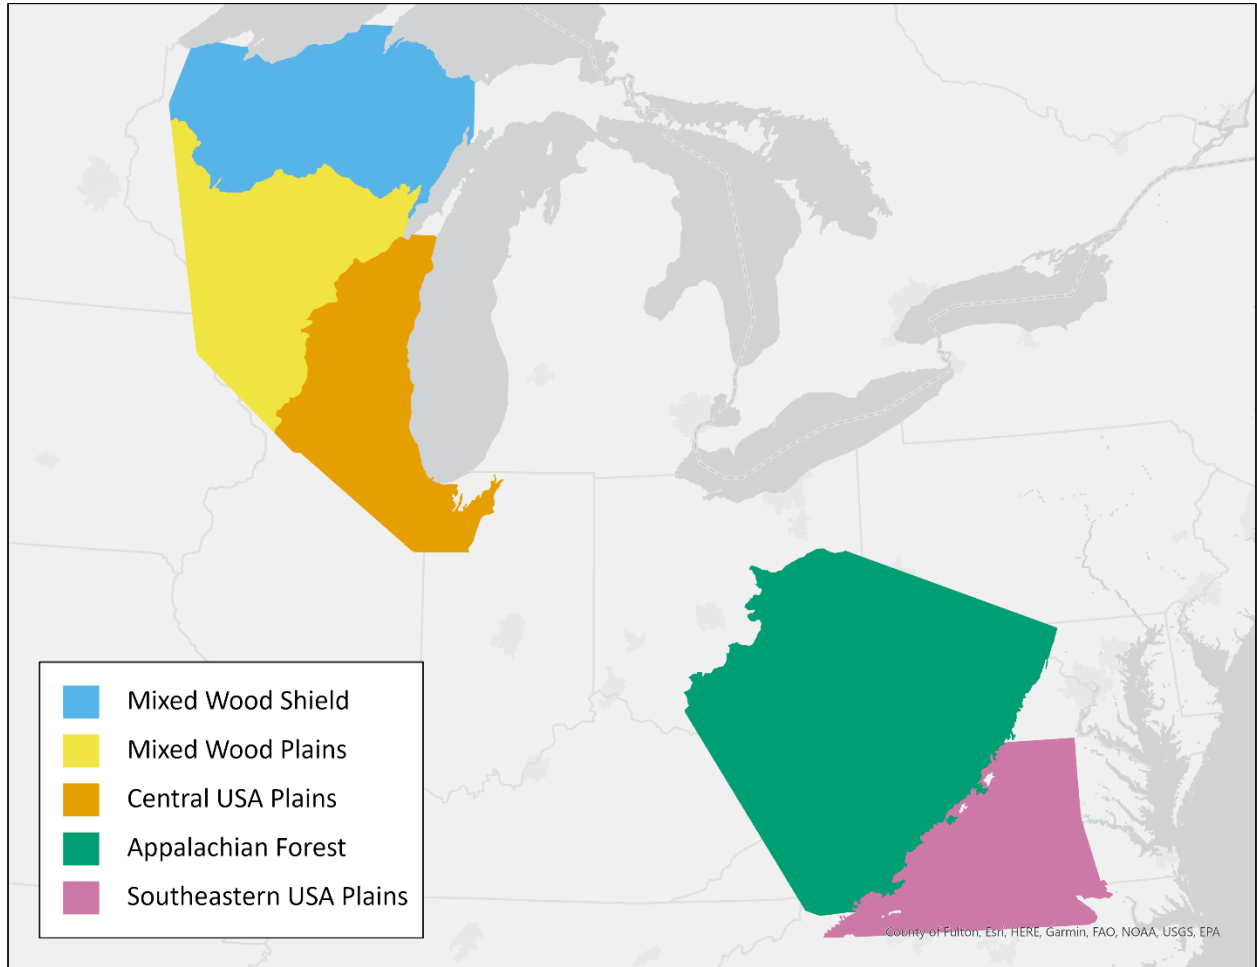 Mixed Wood Shield
Mixed Wood Plains
Central USA Plains
Appalachian Forest
Southeastern USA Plains
County of Fulton, Esri, HERE, Garmin, FAO, NOAA, USGS, EPA